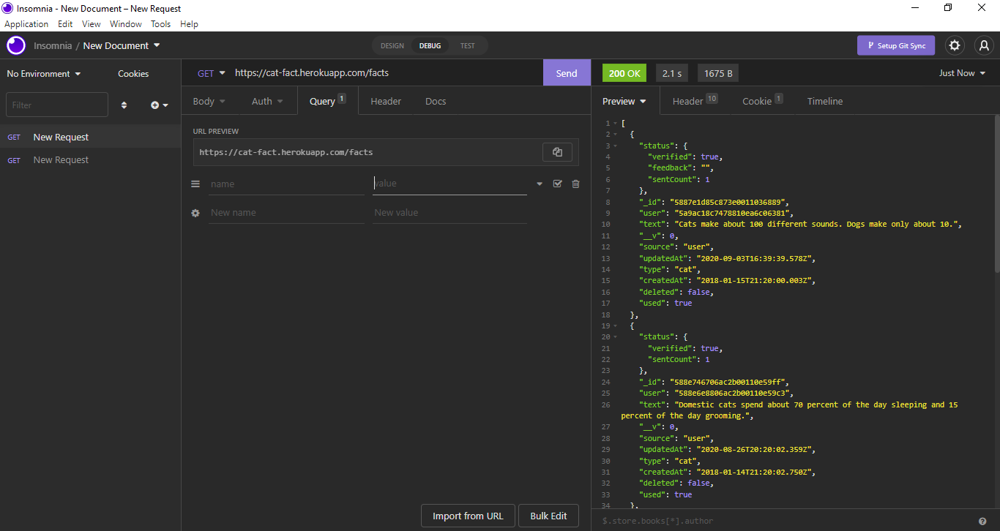 Insomnia - New Document – New Request
Application Edit View Window Tools Help
Insomnia / New Document
DESIGN DEBUG TEST
Setup Git Sync
No Environment Cookies
GET https://cat-fact.herokuapp.com/facts Send
200 OK 2.1 s 1675 B Just Now
Filter
GET New Request
GET New Request
Body Auth Query 1 Header Docs
URL PREVIEW
https://cat-fact.herokuapp.com/facts
name value
New name New value
Import from URL Bulk Edit
Preview Header 10 Cookie 1 Timeline
1 [
2 {
3 "status": {
4 "verified": true,
5 "feedback": "",
6 "sentCount": 1
7 },
8 "_id": "5887e1d85c873e0011036889",
9 "user": "5a9ac18c7478810ea6c06381",
10 "text": "Cats make about 100 different sounds. Dogs make only about 10.",
11 "__v": 0,
12 "source": "user",
13 "updatedAt": "2020-09-03T16:39:39.578Z",
14 "type": "cat",
15 "createdAt": "2018-01-15T21:20:00.003Z",
16 "deleted": false,
17 "used": true
18 },
19 {
20 "status": {
21 "verified": true,
22 "sentCount": 1
23 },
24 "_id": "588e746706ac2b00110e59ff",
25 "user": "588e6e8806ac2b00110e59c3",
26 "text": "Domestic cats spend about 70 percent of the day sleeping and 15
percent of the day grooming.",
27 "__v": 0,
28 "source": "user",
29 "updatedAt": "2020-08-26T20:20:02.359Z",
30 "type": "cat",
31 "createdAt": "2018-01-14T21:20:02.750Z",
32 "deleted": false,
33 "used": true
34 },
$.store.books[*].author